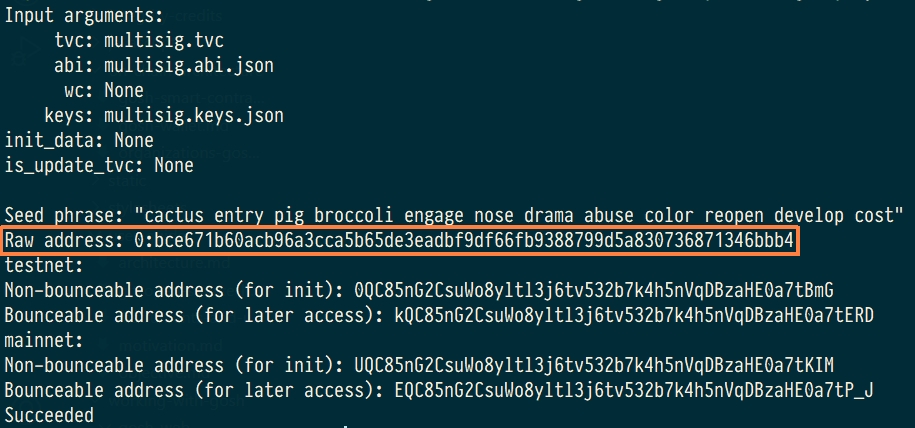 Input arguments:
tvc: multisig.tvc
abi: multisig.abi.json
wc: None
keys: multisig.keys.json
init_data: None
is_update_tvc: None
Seed phrase: "cactus entry pig broccoli engage nose drama abuse color reopen develop cost"
Raw address: 0:bce671b60acb96a3cca5b65de3eadbf9df66fb9388799d5a830736871346bbb4
testnet:
Non-bounceable address (for init): 0QC85nG2CsuWo8yltl3j6tv532b7k4h5nVqDBzaHE0a7tBmG
Bounceable address (for later access): kQC85nG2CsuWo8yltl3j6tv532b7k4h5nVqDBzaHE0a7tERD
mainnet:
Non-bounceable address (for init): UQC85nG2CsuWo8yltl3j6tv532b7k4h5nVqDBzaHE0a7tKIM
Bounceable address (for later access): EQC85nG2CsuWo8yltl3j6tv532b7k4h5nVqDBzaHE0a7tP_J
Succeeded